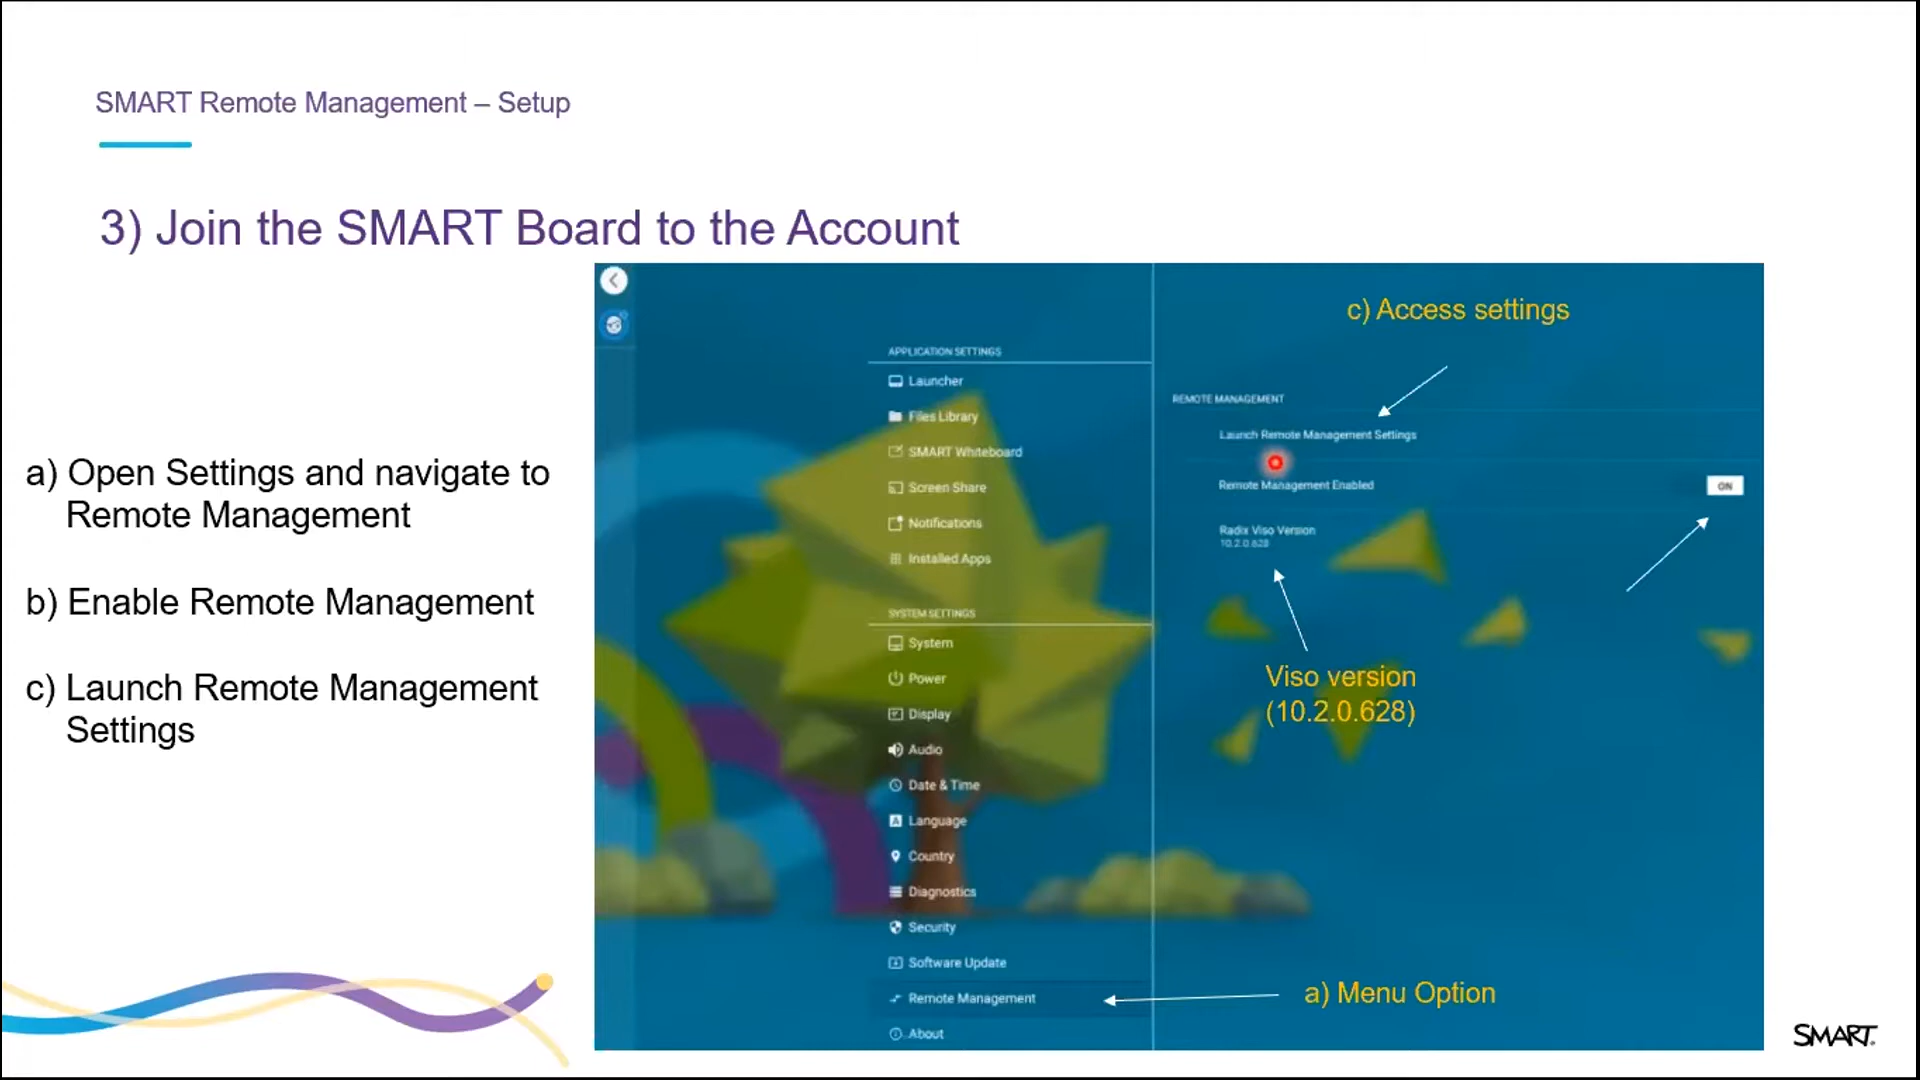 SMART Remote Management – Setup
3) Join the SMART Board to the Account
a) Open Settings and navigate to
Remote Management
b) Enable Remote Management
c) Launch Remote Management
Settings
APPLICATION SETTINGS
Launcher
Files Library
SMART Whiteboard
Screen Share
Notifications
Installed Apps
SYSTEM SETTINGS
System
Power
Display
Audio
Date & Time
Language
Country
Diagnostics
Security
Software Update
Remote Management
About
c) Access settings
REMOTE MANAGEMENT
Launch Remote Management Settings
Remote Management Enabled
ON
Radix Viso Version
10.2.0.628
Viso version
(10.2.0.628)
a) Menu Option
SMART